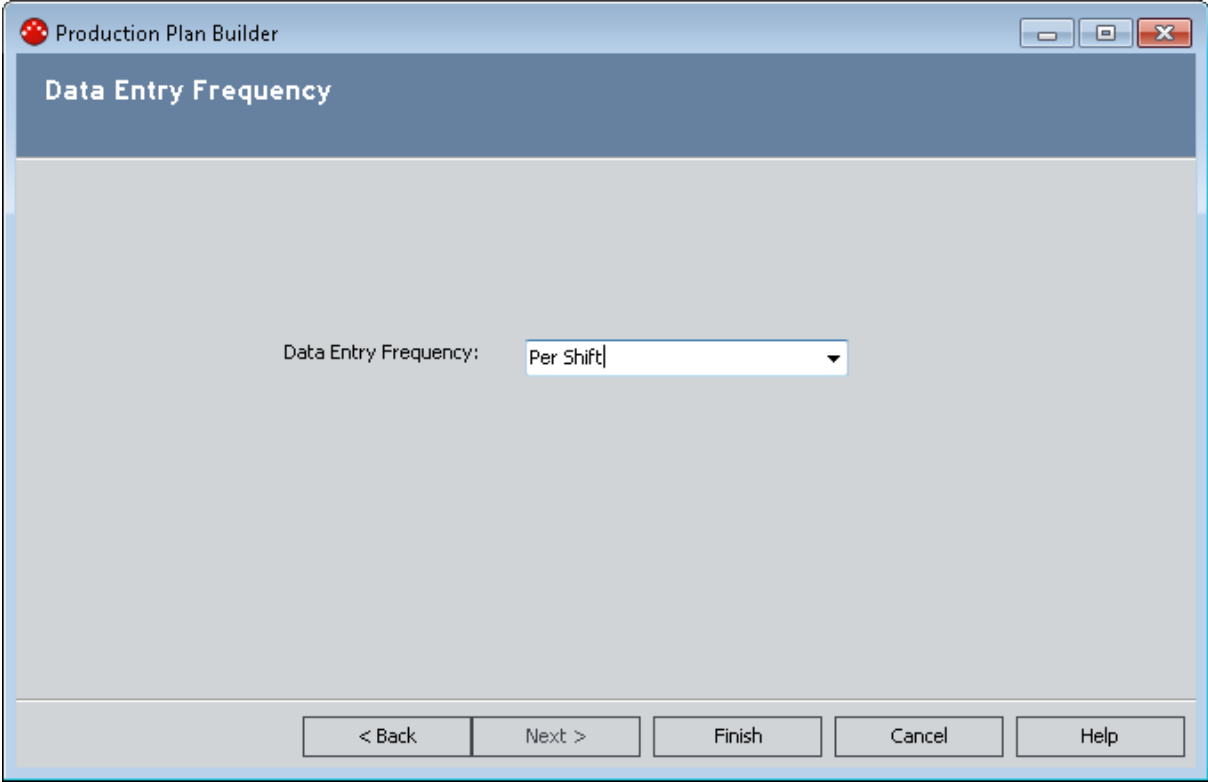 Production Plan Builder
Data Entry Frequency
Data Entry Frequency: Per Shift
< Back Next > Finish Cancel Help